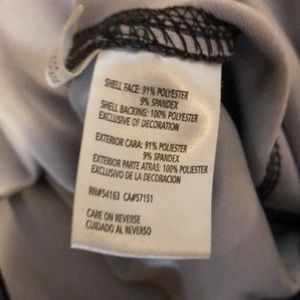 SHELL FACE: 91% POLYESTER
9% SPANDEX
SHELL BACKING: 100% POLYESTER
EXCLUSIVE OF DECORATION
EXTERIOR CARA: 91% POLIESTER
9% SPANDEX
EXTERIOR PARTE ATRAS: 100% POLIESTER
EXCLUSIVO DE LA DECORACION
RN#54163 CA#57151
CARE ON REVERSE
CUIDADO AL REVERSO